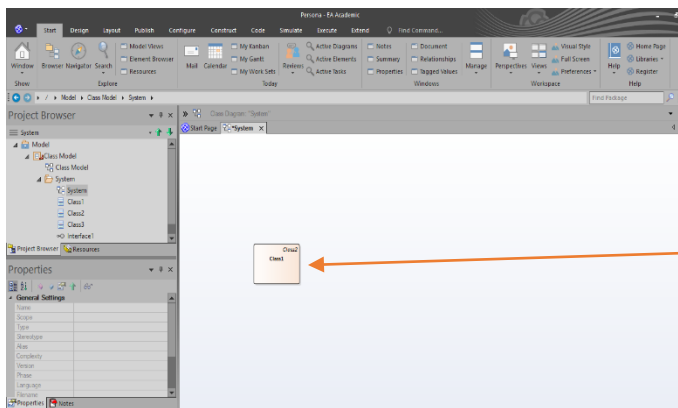 Persona - EA Academic
Start Design Layout Publish Configure Construct Code Simulate Execute Extend Find Command...
Window Browser Navigator Search Model Views Element Browser Resources Mail Calendar My Kanban My Gantt My Work Sets Reviews Active Diagrams Active Elements Active Tasks Notes Summary Properties Document Relationships Tagged Values Manage Perspectives Views Visual Style Full Screen Preferences Help Home Page Libraries Register
Show Explore Today Windows Workspace Help
/ Model Class Model System Find Package
Project Browser
Class Diagram: "System"
System
Start Page *System
Model
Class Model
Class Model
System
System
Class1
Class2
Class3
Interface1
Project Browser Resources
Class2
Class3
Properties
General Settings
Name
Scope
Type
Stereotype
Alias
Complexity
Version
Phase
Language
Filename
Properties Notes